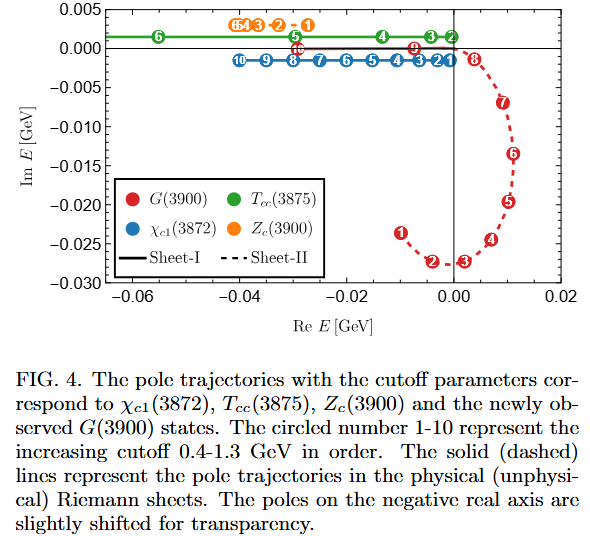 0.005
0.000
−0.005
−0.010
−0.015
−0.020
−0.025
−0.030
Im E [GeV]
6 5 4 3 2 1
6 5 4 3 2
10 9 8
10 9 8 7 6 5 4 3 2 1
7
6
5
4
3
2
1
G(3900) T_cc(3875)
χ_c1(3872) Z_c(3900)
Sheet-I Sheet-II
−0.06 −0.04 −0.02 0.00 0.02
Re E [GeV]
FIG. 4. The pole trajectories with the cutoff parameters cor-
respond to χ_c1(3872), T_cc(3875), Z_c(3900) and the newly ob-
served G(3900) states. The circled number 1-10 represent the
increasing cutoff 0.4-1.3 GeV in order. The solid (dashed)
lines represent the pole trajectories in the physical (unphysi-
cal) Riemann sheets. The poles on the negative real axis are
slightly shifted for transparency.